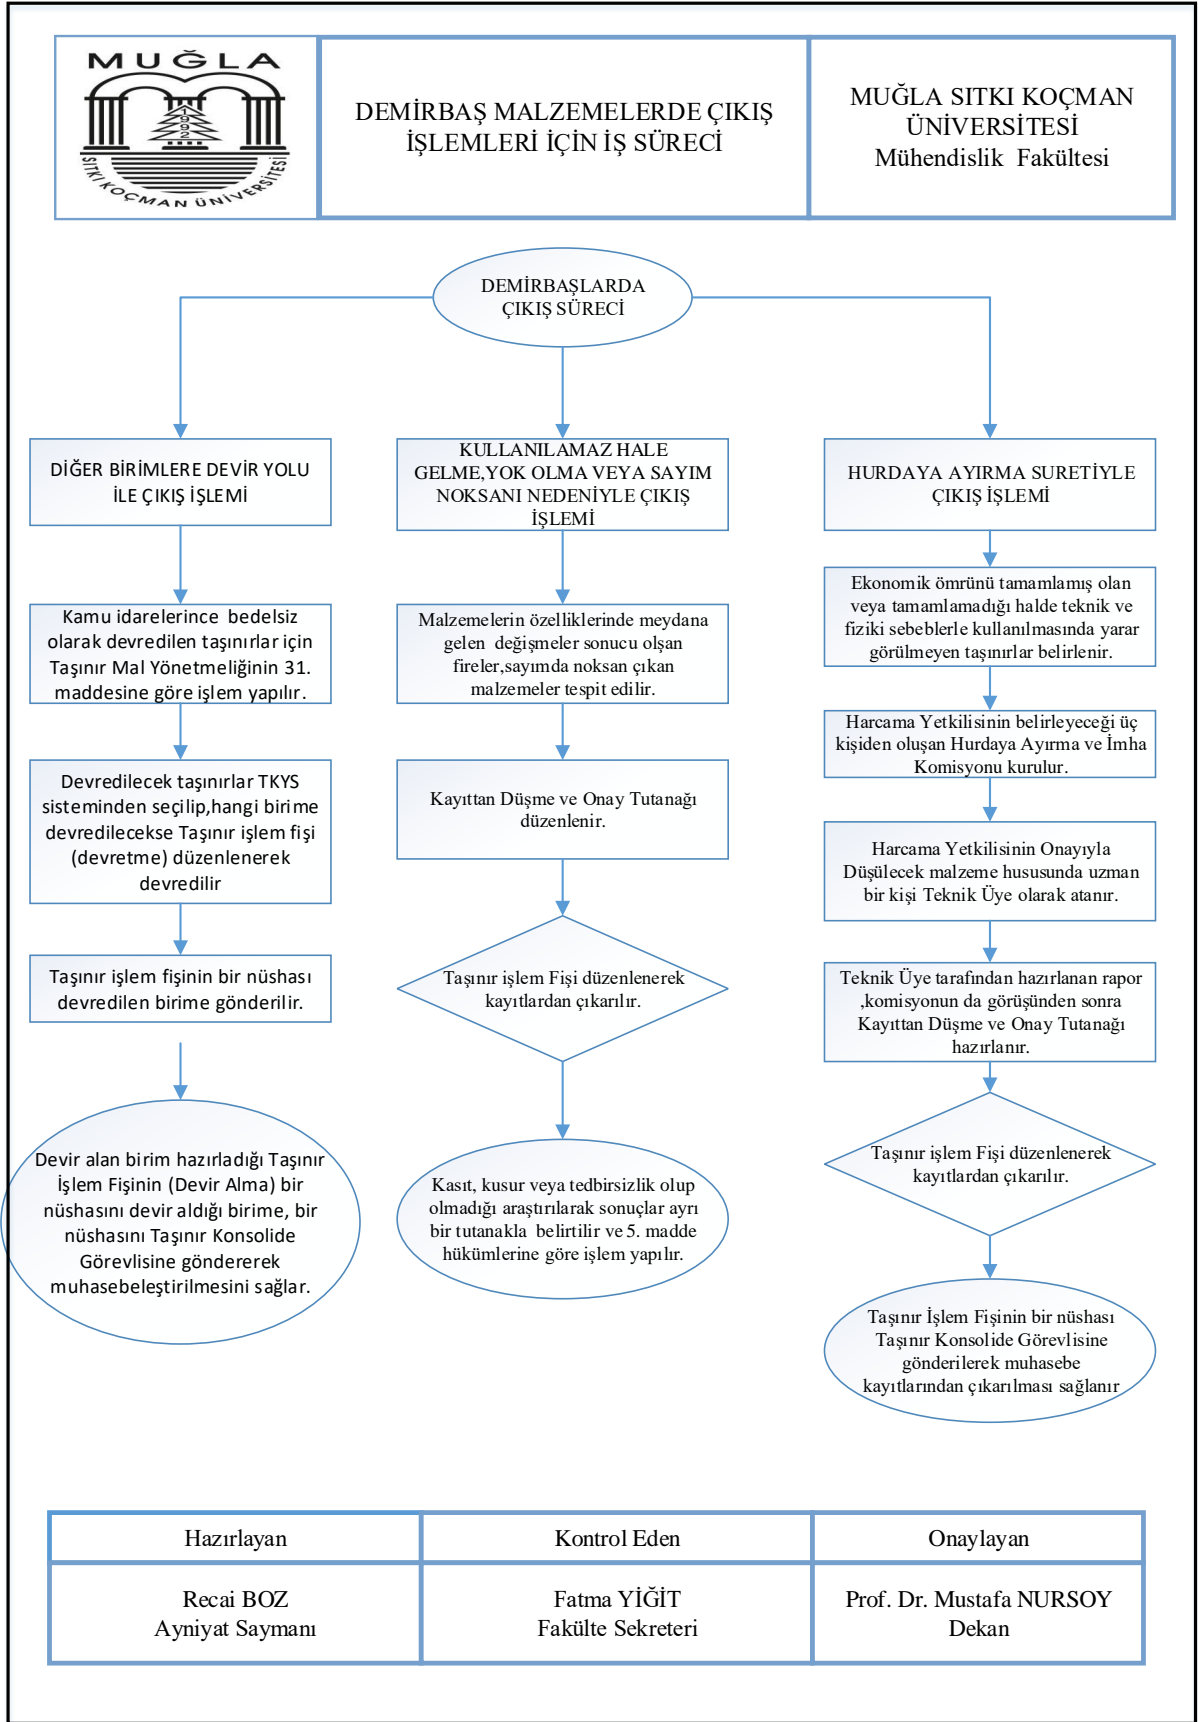 MUĞLA
1992
SITKI KOÇMAN ÜNİVERSİTESİ
DEMİRBAŞ MALZEMELERDE ÇIKIŞ
İŞLEMLERİ İÇİN İŞ SÜRECİ
MUĞLA SITKI KOÇMAN
ÜNİVERSİTESİ
Mühendislik Fakültesi
DEMİRBAŞLARDA
ÇIKIŞ SÜRECİ
DİĞER BİRİMLERE DEVİR YOLU
İLE ÇIKIŞ İŞLEMİ
Kamu idarelerince bedelsiz
olarak devredilen taşınırlar için
Taşınır Mal Yönetmeliğinin 31.
maddesine göre işlem yapılır.
Devredilecek taşınırlar TKYS
sisteminden seçilip,hangi birime
devredilecekse Taşınır işlem fişi
(devretme) düzenlenerek
devredilir
Taşınır işlem fişinin bir nüshası
devredilen birime gönderilir.
Devir alan birim hazırladığı Taşınır
İşlem Fişinin (Devir Alma) bir
nüshasını devir aldığı birime, bir
nüshasını Taşınır Konsolide
Görevlisine göndererek
muhasebeleştirilmesini sağlar.
KULLANILAMAZ HALE
GELME,YOK OLMA VEYA SAYIM
NOKSANI NEDENİYLE ÇIKIŞ
İŞLEMİ
Malzemelerin özelliklerinde meydana
gelen değişmeler sonucu olşan
fireler,sayımda noksan çıkan
malzemeler tespit edilir.
Kayıttan Düşme ve Onay Tutanağı
düzenlenir.
Taşınır işlem Fişi düzenlenerek
kayıtlardan çıkarılır.
Kasıt, kusur veya tedbirsizlik olup
olmadığı araştırılarak sonuçlar ayrı
bir tutanakla belirtilir ve 5. madde
hükümlerine göre işlem yapılır.
HURDAYA AYIRMA SURETİYLE
ÇIKIŞ İŞLEMİ
Ekonomik ömrünü tamamlamış olan
veya tamamlamadığı halde teknik ve
fiziki sebeblerle kullanılmasında yarar
görülmeyen taşınırlar belirlenir.
Harcama Yetkilisinin belirleyeceği üç
kişiden oluşan Hurdaya Ayırma ve İmha
Komisyonu kurulur.
Harcama Yetkilisinin Onayıyla
Düşülecek malzeme hususunda uzman
bir kişi Teknik Üye olarak atanır.
Teknik Üye tarafından hazırlanan rapor
,komisyonun da görüşünden sonra
Kayıttan Düşme ve Onay Tutanağı
hazırlanır.
Taşınır işlem Fişi düzenlenerek
kayıtlardan çıkarılır.
Taşınır İşlem Fişinin bir nüshası
Taşınır Konsolide Görevlisine
gönderilerek muhasebe
kayıtlarından çıkarılması sağlanır
Hazırlayan
Kontrol Eden
Onaylayan
Recai BOZ
Ayniyat Saymanı
Fatma YİĞİT
Fakülte Sekreteri
Prof. Dr. Mustafa NURSOY
Dekan